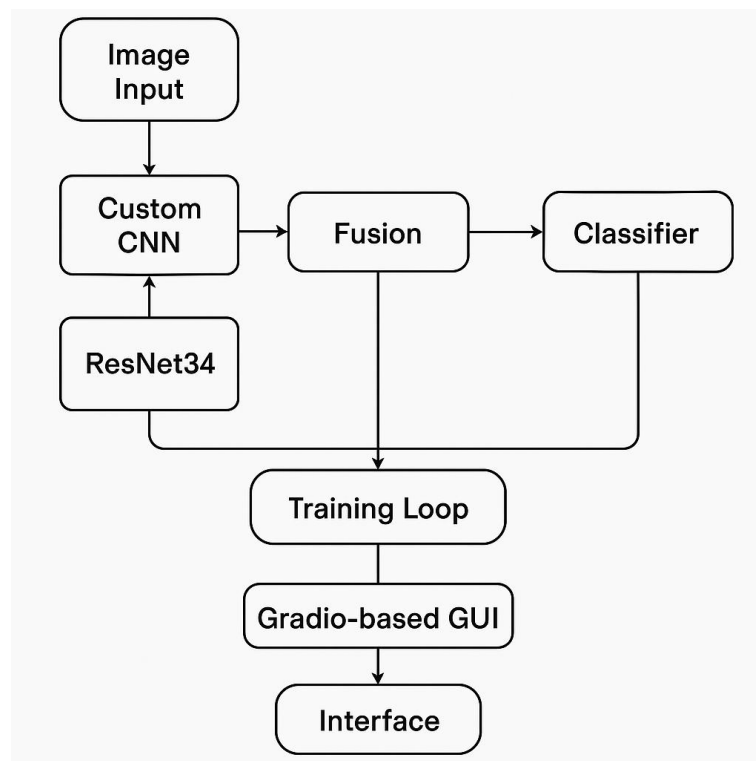 Image
Input
Custom
CNN
Fusion
Classifier
ResNet34
Training Loop
Gradio-based GUI
Interface